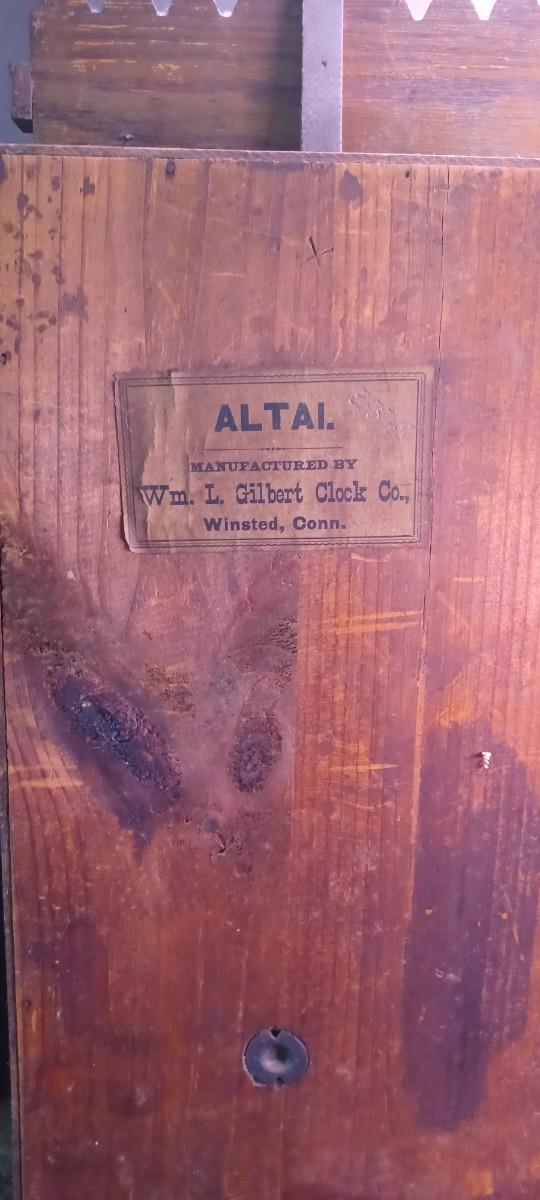 ALTAI.
MANUFACTURED BY
Wm. L. Gilbert Clock Co.,
Winsted, Conn.